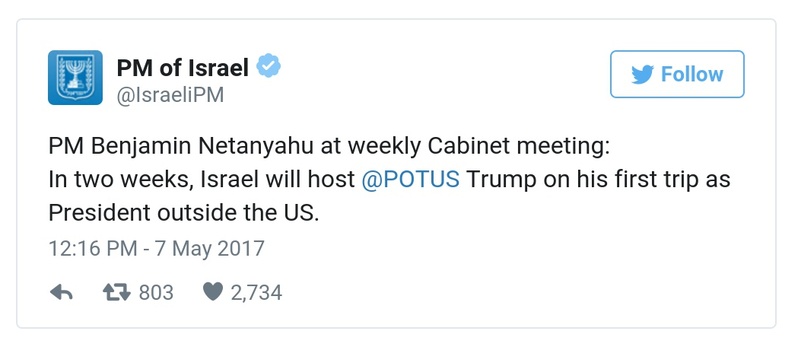 PM of Israel
@IsraeliPM
Follow
PM Benjamin Netanyahu at weekly Cabinet meeting:
In two weeks, Israel will host @POTUS Trump on his first trip as
President outside the US.
12:16 PM - 7 May 2017
803 2,734